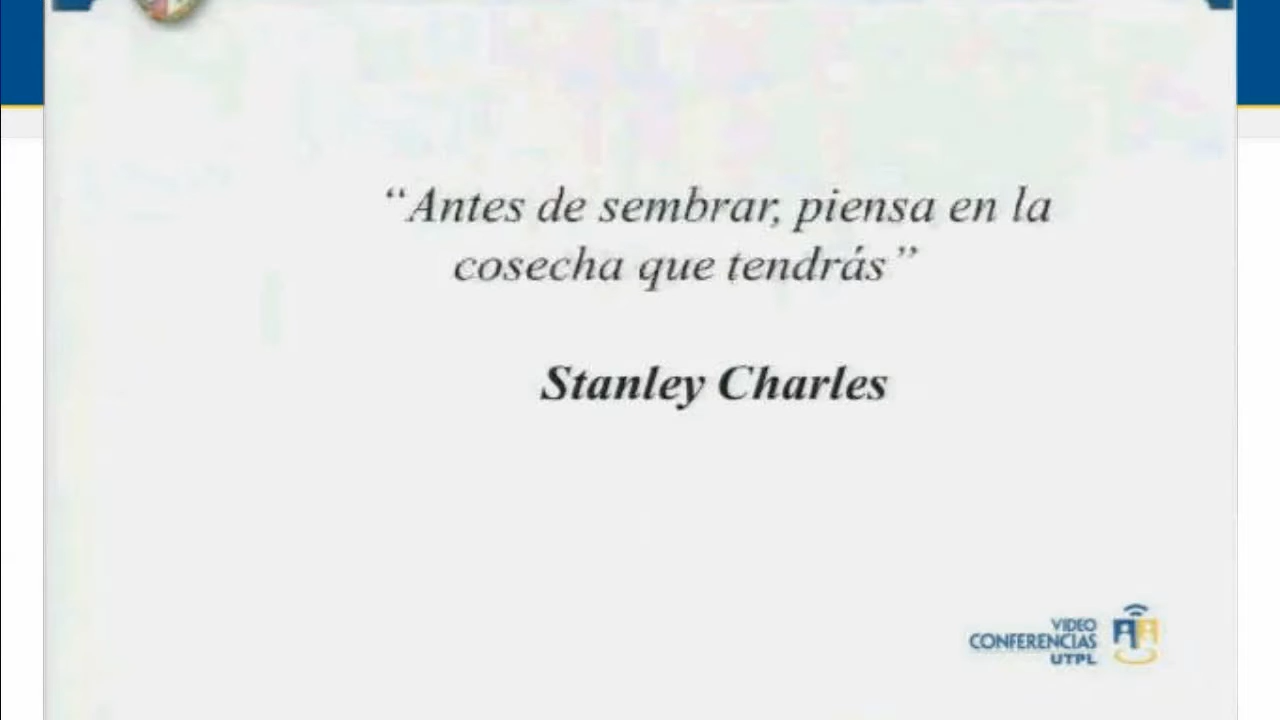 “Antes de sembrar, piensa en la
cosecha que tendrás”
Stanley Charles
VIDEO
CONFERENCIAS
UTPL